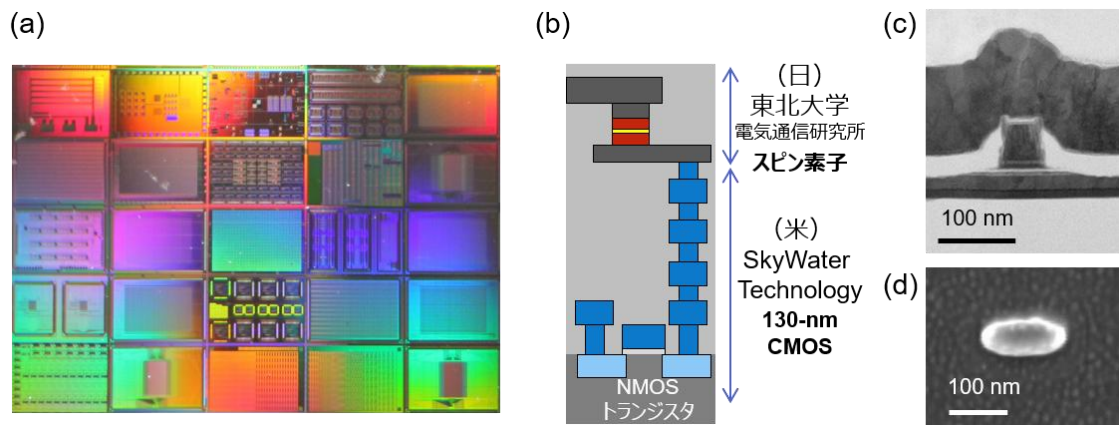 (a)
(b)
(日)
東北大学
電気通信研究所
スピン素子
(米)
SkyWater
Technology
130-nm
CMOS
NMOS
トランジスタ
(c)
100 nm
(d)
100 nm